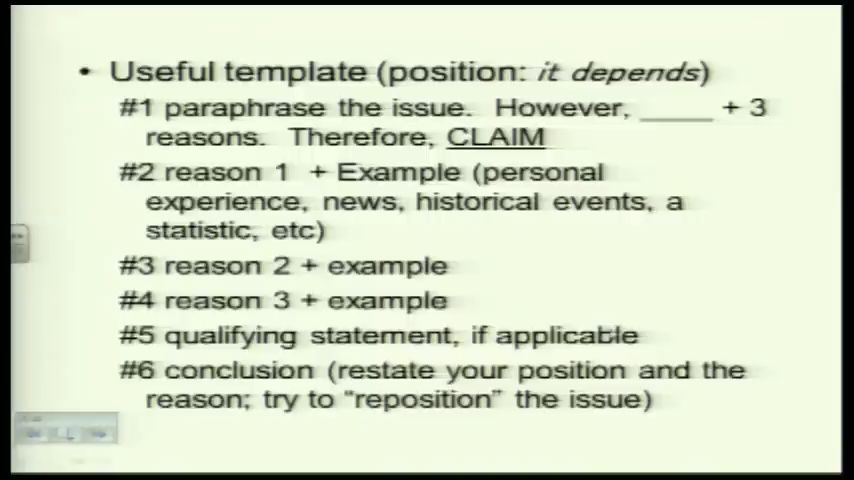 • Useful template (position: it depends)
#1 paraphrase the issue. However, _____ + 3
reasons. Therefore, CLAIM
#2 reason 1 + Example (personal
experience, news, historical events, a
statistic, etc)
#3 reason 2 + example
#4 reason 3 + example
#5 qualifying statement, if applicable
#6 conclusion (restate your position and the
reason; try to “reposition” the issue)